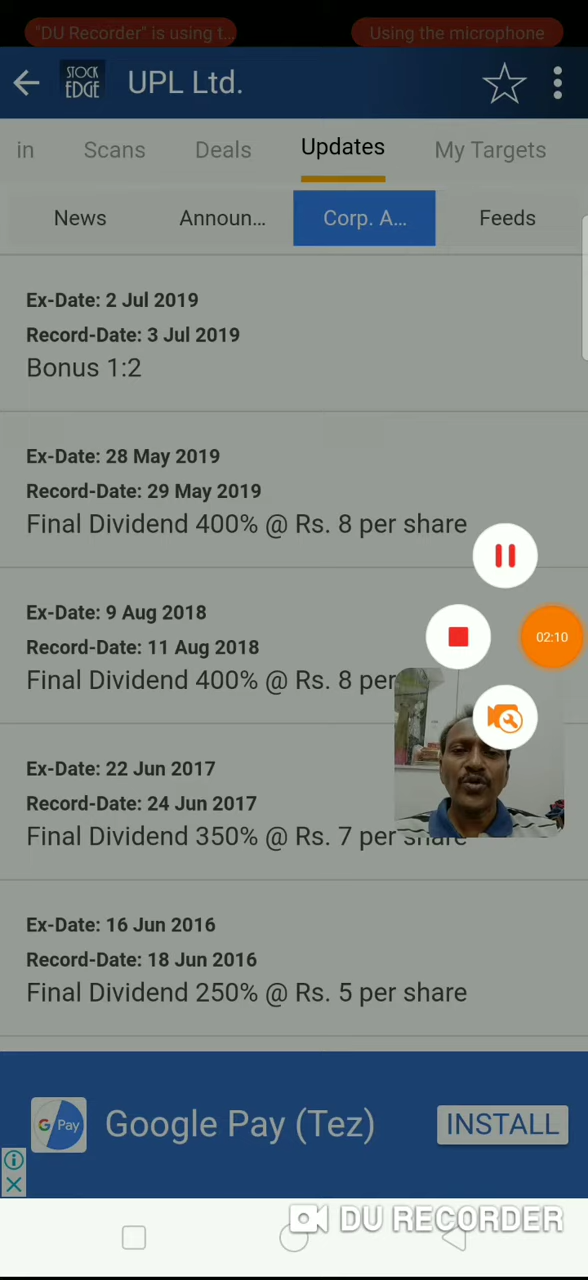 "DU Recorder" is using t...
Using the microphone
STOCK
EDGE
UPL Ltd.
in
Scans
Deals
Updates
My Targets
News
Announ...
Corp. A...
Feeds
Ex-Date: 2 Jul 2019
Record-Date: 3 Jul 2019
Bonus 1:2
Ex-Date: 28 May 2019
Record-Date: 29 May 2019
Final Dividend 400% @ Rs. 8 per share
Ex-Date: 9 Aug 2018
Record-Date: 11 Aug 2018
Final Dividend 400% @ Rs. 8 per
02:10
Ex-Date: 22 Jun 2017
Record-Date: 24 Jun 2017
Final Dividend 350% @ Rs. 7 per share
Ex-Date: 16 Jun 2016
Record-Date: 18 Jun 2016
Final Dividend 250% @ Rs. 5 per share
G Pay
Google Pay (Tez)
INSTALL
DU RECORDER